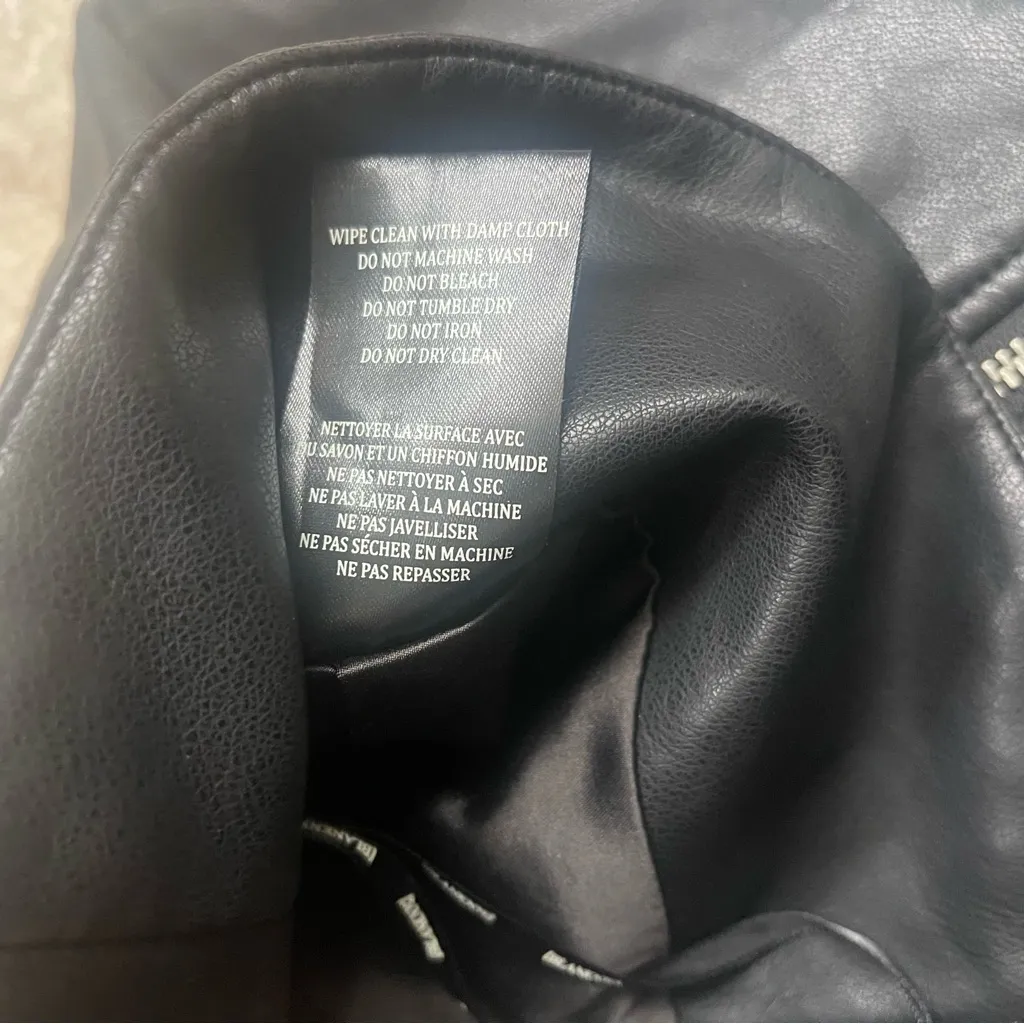 WIPE CLEAN WITH DAMP CLOTH
DO NOT MACHINE WASH
DO NOT BLEACH
DO NOT TUMBLE DRY
DO NOT IRON
DO NOT DRY CLEAN
NETTOYER LA SURFACE AVEC
U SAVON ET UN CHIFFON HUMIDE
NE PAS NETTOYER À SEC
NE PAS LAVER À LA MACHINE
NE PAS JAVELLISER
NE PAS SÉCHER EN MACHINE
NE PAS REPASSER